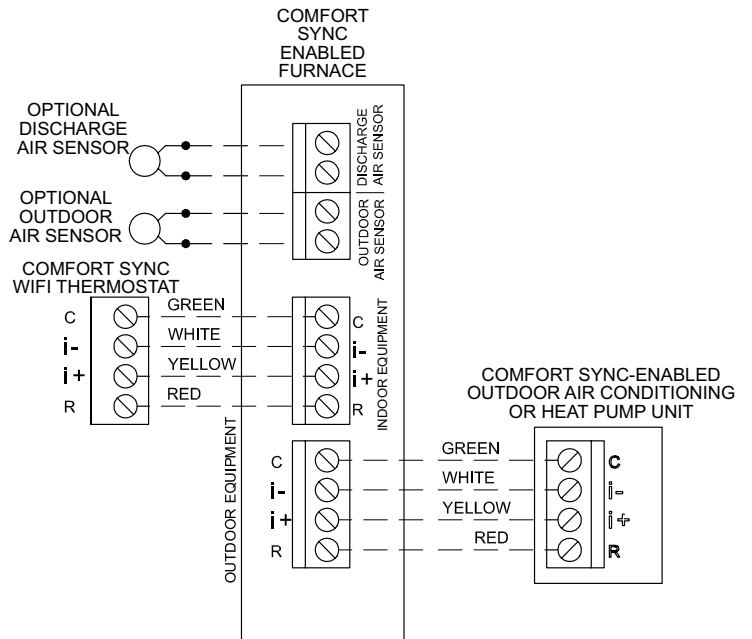 COMFORT
SYNC
ENABLED
FURNACE
OPTIONAL
DISCHARGE
AIR SENSOR
DISCHARGE
AIR SENSOR
OPTIONAL
OUTDOOR
AIR SENSOR
OUTDOOR
AIR SENSOR
COMFORT SYNC
WIFI THERMOSTAT
C
GREEN
C
i-
WHITE
i-
i+
YELLOW
i+
R
RED
R
INDOOR EQUIPMENT
OUTDOOR EQUIPMENT
COMFORT SYNC-ENABLED
OUTDOOR AIR CONDITIONING
OR HEAT PUMP UNIT
C
GREEN
C
i-
WHITE
i-
i+
YELLOW
i+
R
RED
R